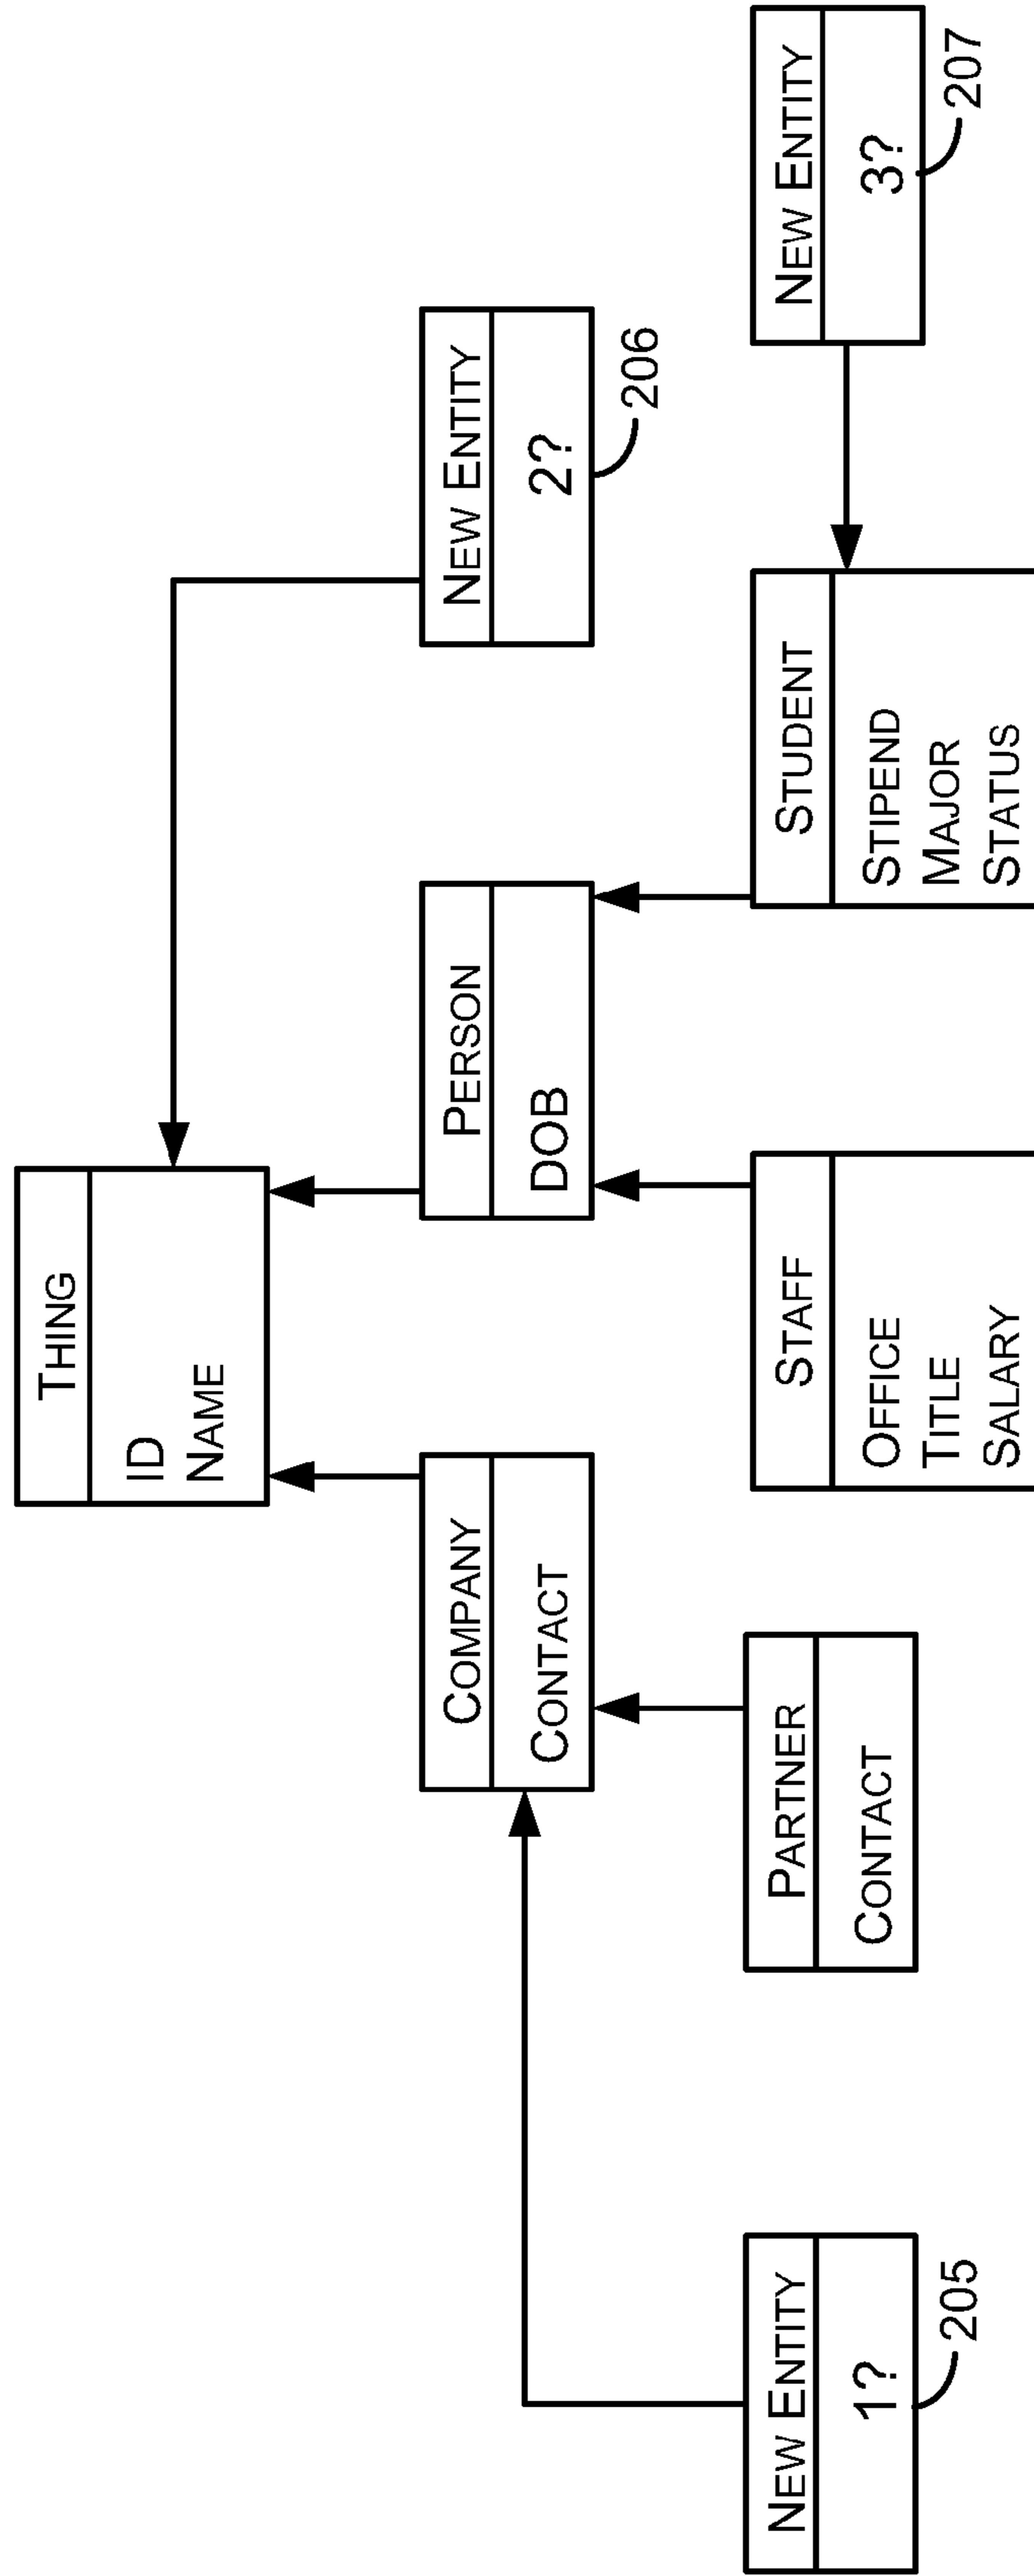 THING
ID
NAME
COMPANY
CONTACT
PERSON
DOB
NEW ENTITY
2?
206
NEW ENTITY
1?
205
PARTNER
CONTACT
STAFF
OFFICE
TITLE
SALARY
STUDENT
STIPEND
MAJOR
STATUS
NEW ENTITY
3?
207